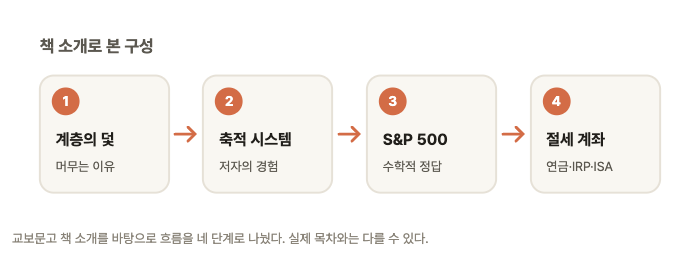 책 소개로 본 구성
1
계층의 덫
머무는 이유
2
축적 시스템
저자의 경험
3
S&P 500
수학적 정답
4
절세 계좌
연금·IRP·ISA
교보문고 책 소개를 바탕으로 흐름을 네 단계로 나눴다. 실제 목차와는 다를 수 있다.